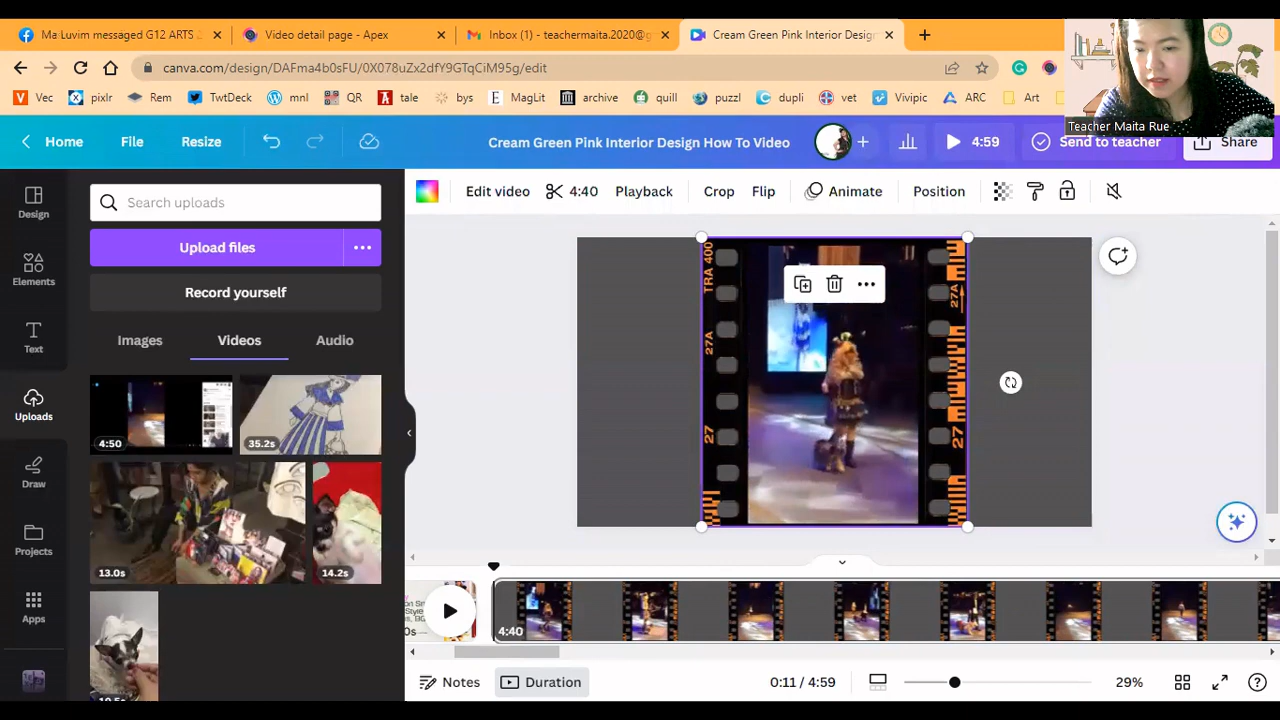 Ma Luvim messaged G12 ARTS
Video detail page - Apex
Inbox (1) - teachermaita.2020@g
Cream Green Pink Interior Desig
canva.com/design/DAFma4b0sFU/0X078uZx2dfY9GTqCiM95g/edit
Vec
pixlr
Rem
TwtDeck
mnl
QR
tale
bys
MagLit
archive
quill
puzzl
dupli
vet
Vivipic
ARC
Art
Teacher Maita Rue
Home
File
Resize
Cream Green Pink Interior Design How To Video
4:59
Send to teacher
Share
Design
Elements
Text
Uploads
Draw
Projects
Apps
Search uploads
Upload files
Record yourself
Images
Videos
Audio
4:50
35.2s
13.0s
14.2s
Edit video
4:40
Playback
Crop
Flip
Animate
Position
TRA 400
27A
27
27A
27
4:40
Notes
Duration
0:11 / 4:59
29%